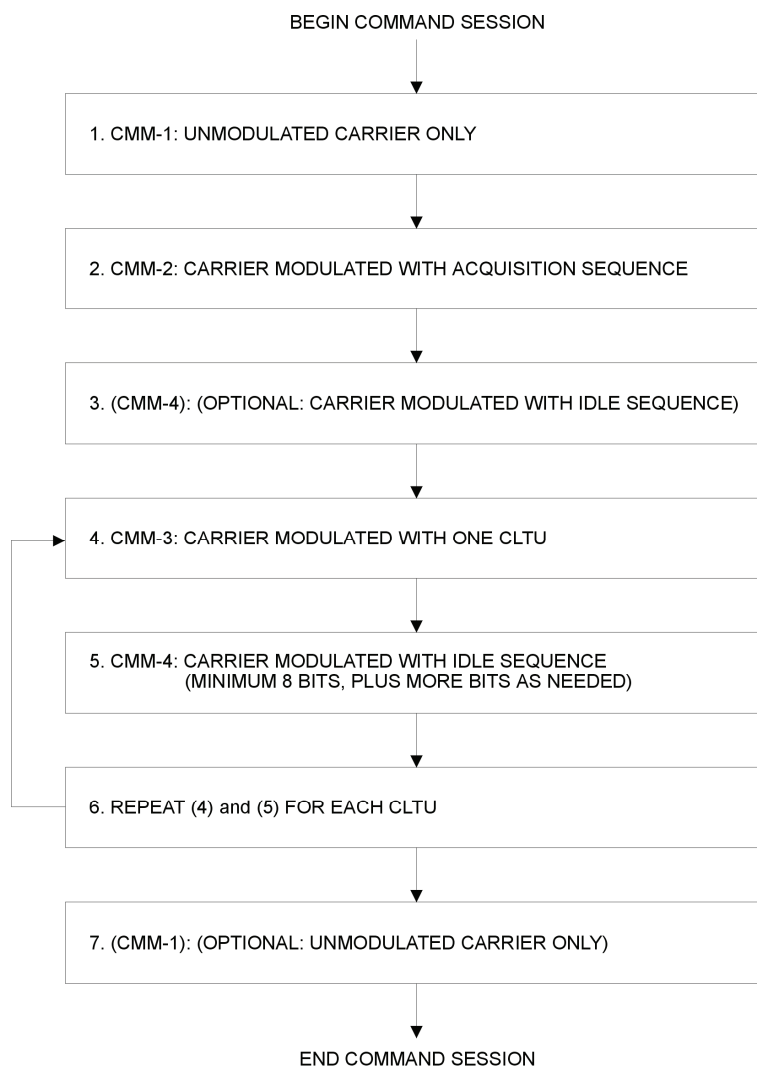 BEGIN COMMAND SESSION
1. CMM-1: UNMODULATED CARRIER ONLY
2. CMM-2: CARRIER MODULATED WITH ACQUISITION SEQUENCE
3. (CMM-4): (OPTIONAL: CARRIER MODULATED WITH IDLE SEQUENCE)
4. CMM-3: CARRIER MODULATED WITH ONE CLTU
5. CMM-4: CARRIER MODULATED WITH IDLE SEQUENCE
(MINIMUM 8 BITS, PLUS MORE BITS AS NEEDED)
6. REPEAT (4) and (5) FOR EACH CLTU
7. (CMM-1): (OPTIONAL: UNMODULATED CARRIER ONLY)
END COMMAND SESSION